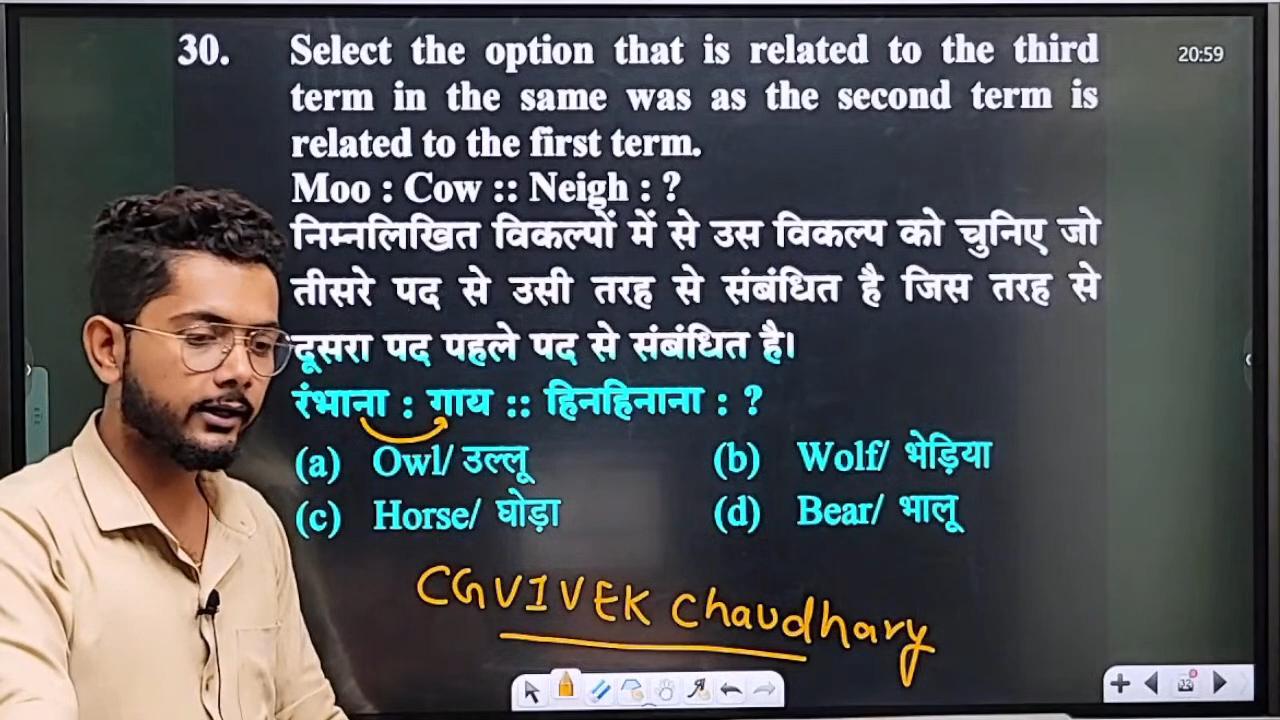 30. Select the option that is related to the third
20:59
term in the same was as the second term is
related to the first term.
Moo : Cow :: Neigh : ?
निम्नलिखित विकल्पों में से उस विकल्प को चुनिए जो
तीसरे पद से उसी तरह से संबंधित है जिस तरह से
दूसरा पद पहले पद से संबंधित है।
रंभाना : गाय :: हिनहिनाना : ?
(a) Owl/ उल्लू (b) Wolf/ भेड़िया
(c) Horse/ घोड़ा (d) Bear/ भालू
CGV1VEK Chaudhary